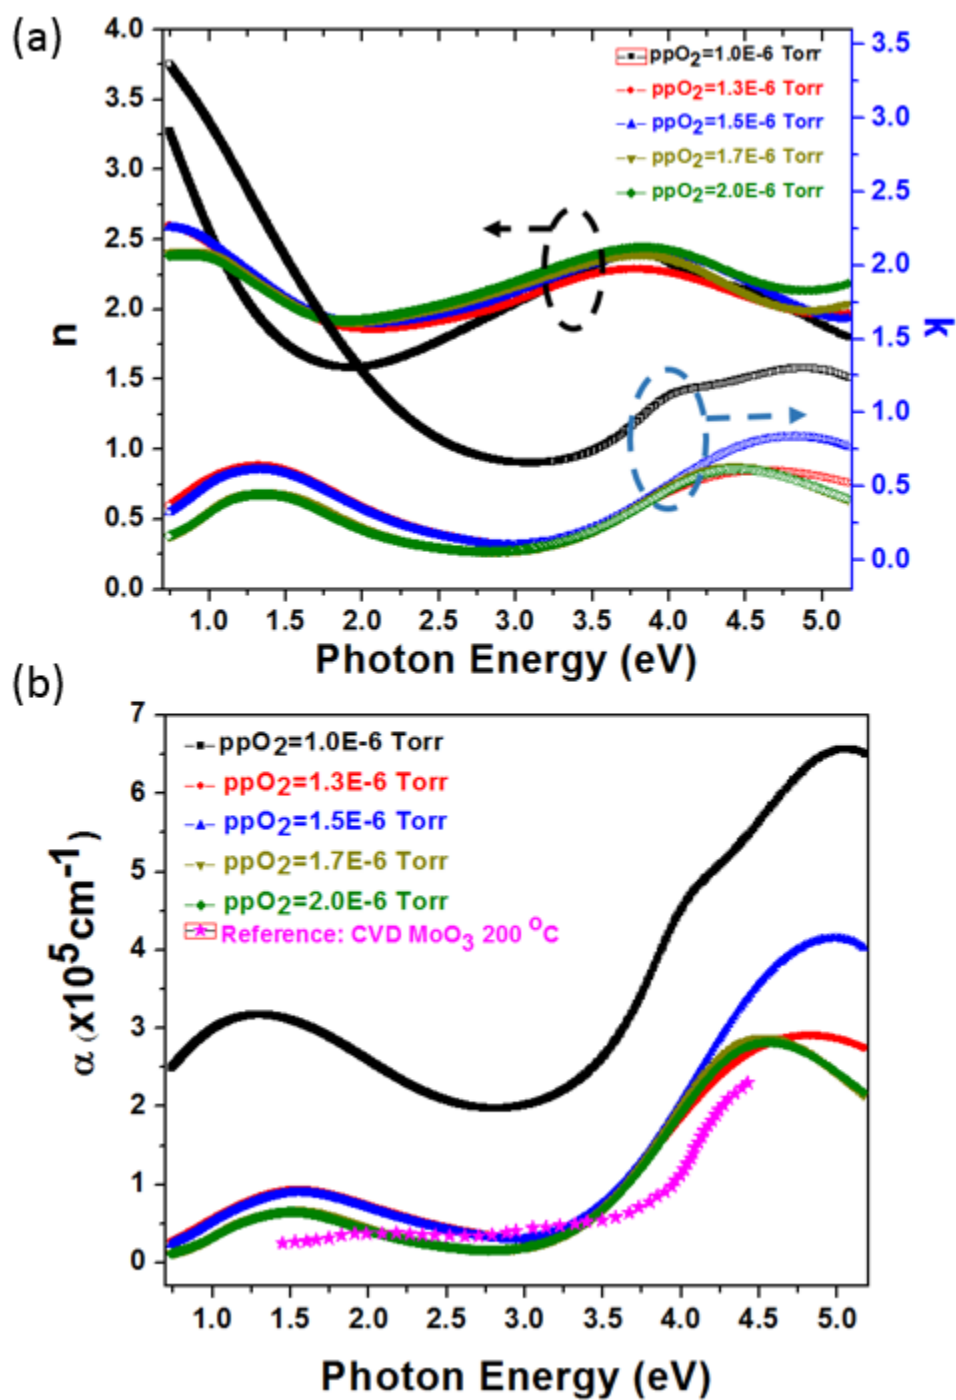 (a)
4.0
3.5
3.0
2.5
2.0
1.5
1.0
0.5
0.0
n
ppO2=1.0E-6 Torr
ppO2=1.3E-6 Torr
ppO2=1.5E-6 Torr
ppO2=1.7E-6 Torr
ppO2=2.0E-6 Torr
3.5
3.0
2.5
2.0
1.5
1.0
0.5
0.0
k
1.0 1.5 2.0 2.5 3.0 3.5 4.0 4.5 5.0
Photon Energy (eV)
(b)
7
6
5
4
3
2
1
0
α (x10^5cm^-1)
ppO2=1.0E-6 Torr
ppO2=1.3E-6 Torr
ppO2=1.5E-6 Torr
ppO2=1.7E-6 Torr
ppO2=2.0E-6 Torr
Reference: CVD MoO3 200 °C
1.0 1.5 2.0 2.5 3.0 3.5 4.0 4.5 5.0
Photon Energy (eV)